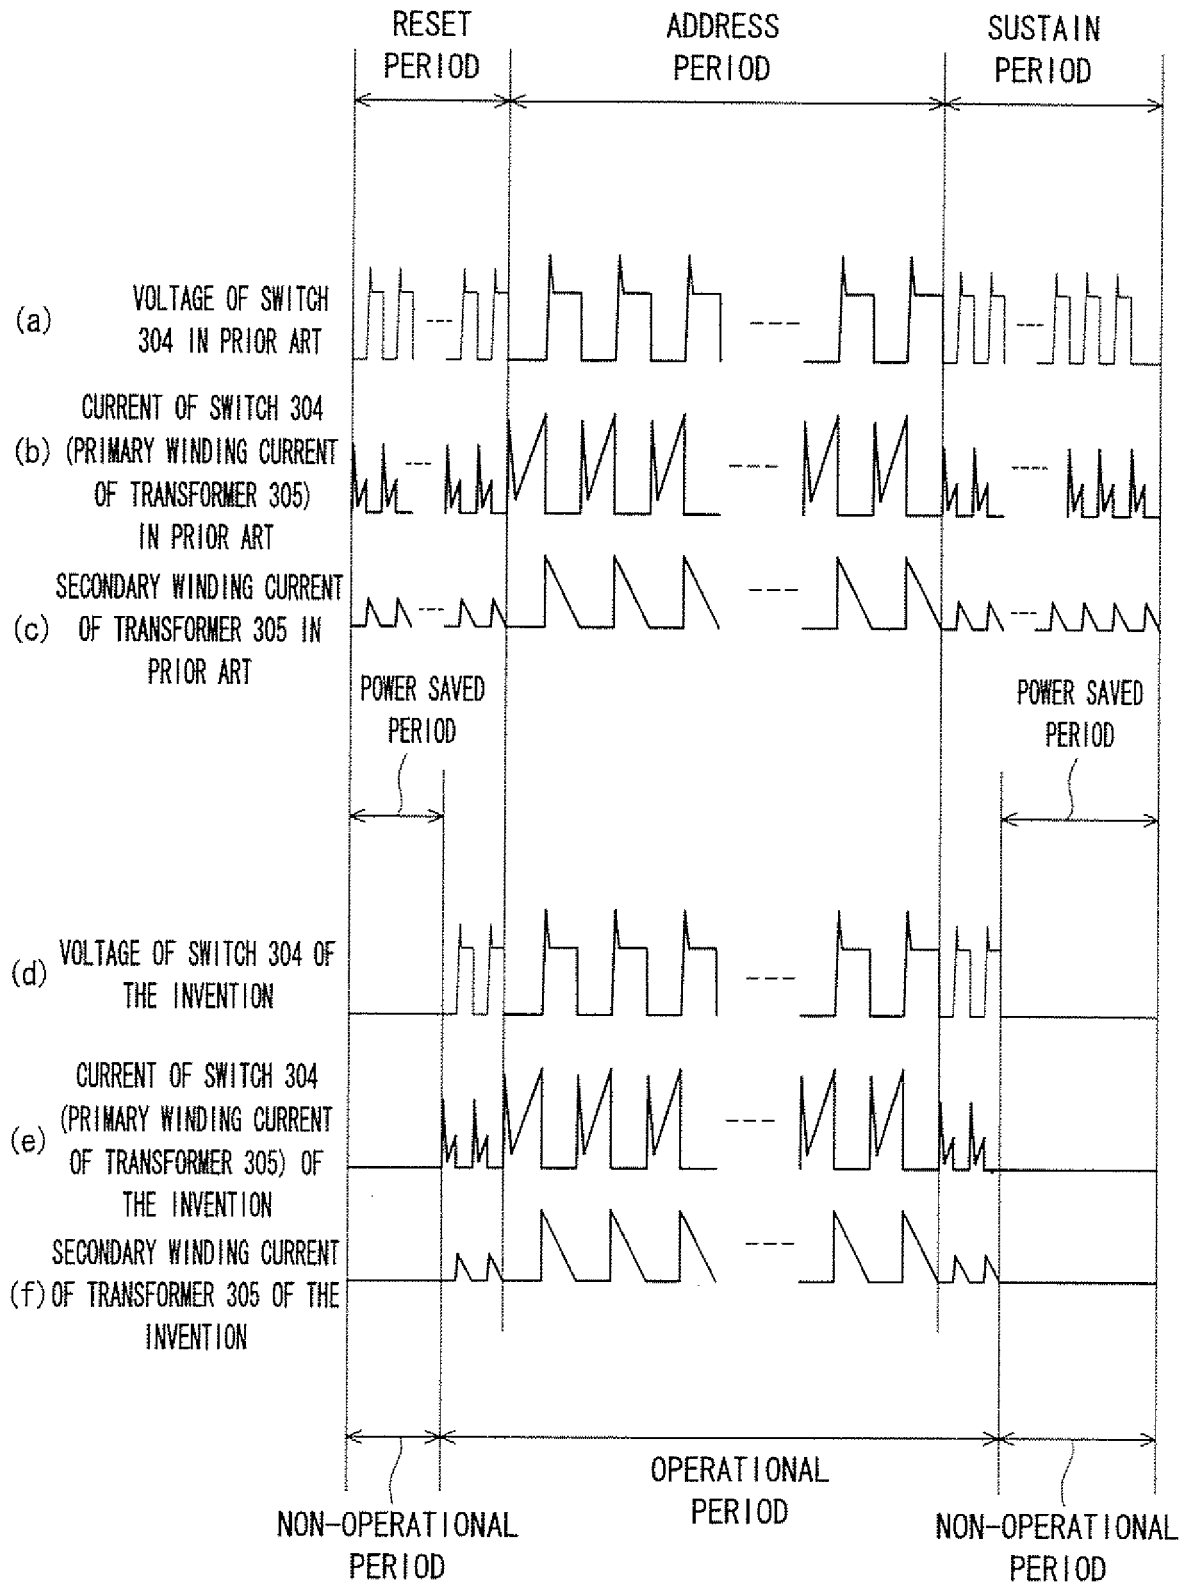 RESET
PERIOD
ADDRESS
PERIOD
SUSTAIN
PERIOD
(a)
VOLTAGE OF SWITCH
304 IN PRIOR ART
CURRENT OF SWITCH 304
(b) (PRIMARY WINDING CURRENT
OF TRANSFORMER 305)
IN PRIOR ART
SECONDARY WINDING CURRENT
(c) OF TRANSFORMER 305 IN
PRIOR ART
POWER SAVED
PERIOD
POWER SAVED
PERIOD
(d) VOLTAGE OF SWITCH 304 OF
THE INVENTION
CURRENT OF SWITCH 304
(e) (PRIMARY WINDING CURRENT
OF TRANSFORMER 305) OF
THE INVENTION
SECONDARY WINDING CURRENT
(f) OF TRANSFORMER 305 OF THE
INVENTION
OPERATIONAL
PERIOD
NON-OPERATIONAL
PERIOD
NON-OPERATIONAL
PERIOD